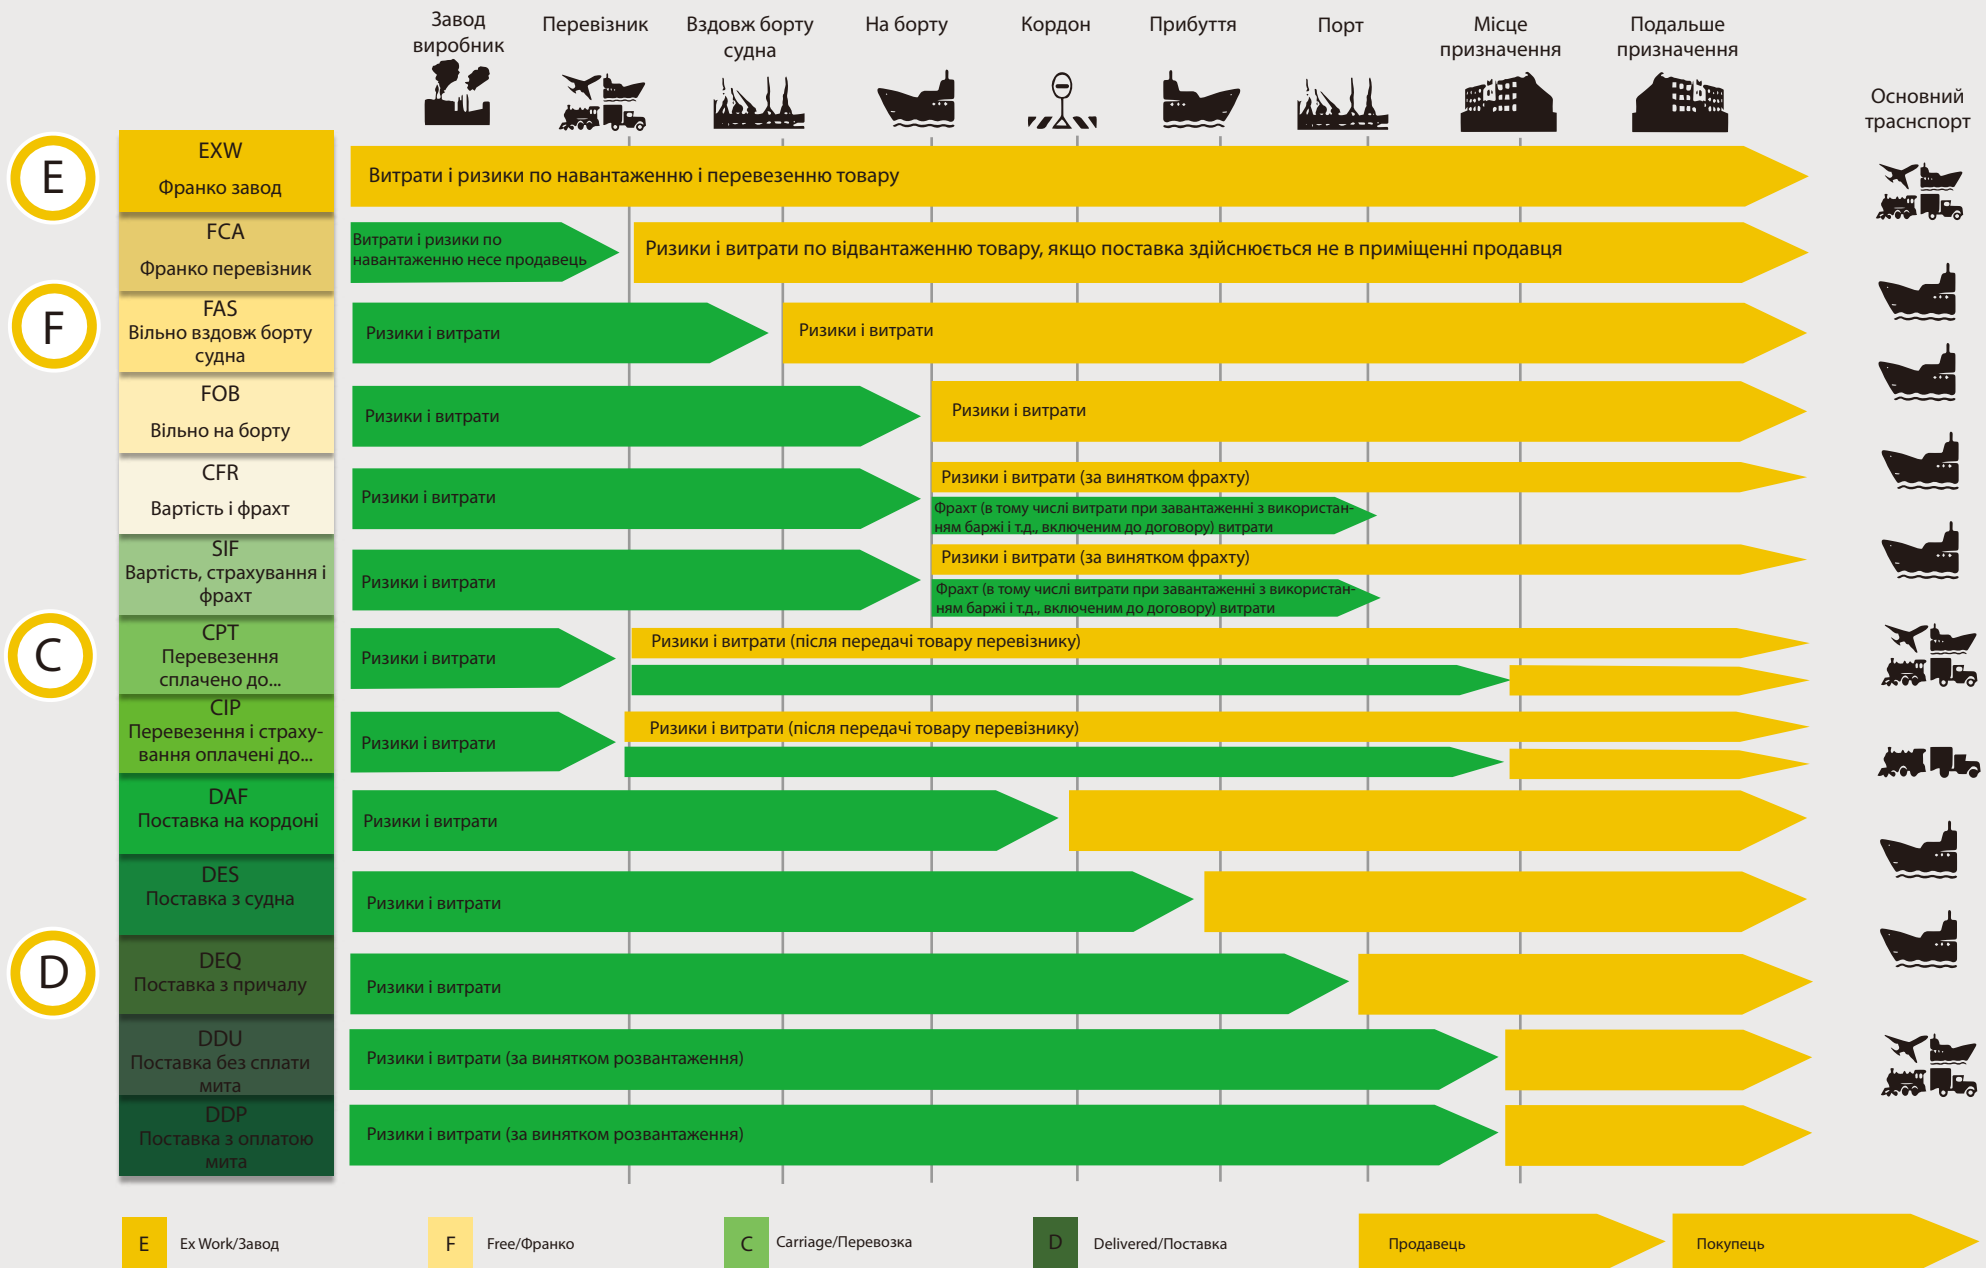 Завод
виробник
Перевізник
Вздовж борту
судна
На борту
Кордон
Прибуття
Порт
Місце
призначення
Подальше
призначення
Основний
траснспорт
E
EXW
Франко завод
Витрати і ризики по навантаженню і перевезенню товару
FCA
Франко перевізник
Витрати і ризики по
навантаженню несе продавець
Ризики і витрати по відвантаженню товару, якщо поставка здійснюється не в приміщенні продавця
F
FAS
Вільно вздовж борту
судна
Ризики і витрати
Ризики і витрати
FOB
Вільно на борту
Ризики і витрати
Ризики і витрати
CFR
Вартість і фрахт
Ризики і витрати
Ризики і витрати (за винятком фрахту)
Фрахт (в тому числі витрати при завантаженні з використан-
ням баржі і т.д., включеним до договору) витрати
SIF
Вартість, страхування і
фрахт
Ризики і витрати
Ризики і витрати (за винятком фрахту)
Фрахт (в тому числі витрати при завантаженні з використан-
ням баржі і т.д., включеним до договору) витрати
C
CPT
Перевезення
сплачено до...
Ризики і витрати
Ризики і витрати (після передачі товару перевізнику)
CIP
Перевезення і страху-
вання оплачені до...
Ризики і витрати
Ризики і витрати (після передачі товару перевізнику)
DAF
Поставка на кордоні
Ризики і витрати
DES
Поставка з судна
Ризики і витрати
D
DEQ
Поставка з причалу
Ризики і витрати
DDU
Поставка без сплати
мита
Ризики і витрати (за винятком розвантаження)
DDP
Поставка з оплатою
мита
Ризики і витрати (за винятком розвантаження)
E
Ex Work/Завод
F
Free/Франко
C
Carriage/Перевозка
D
Delivered/Поставка
Продавець
Покупець